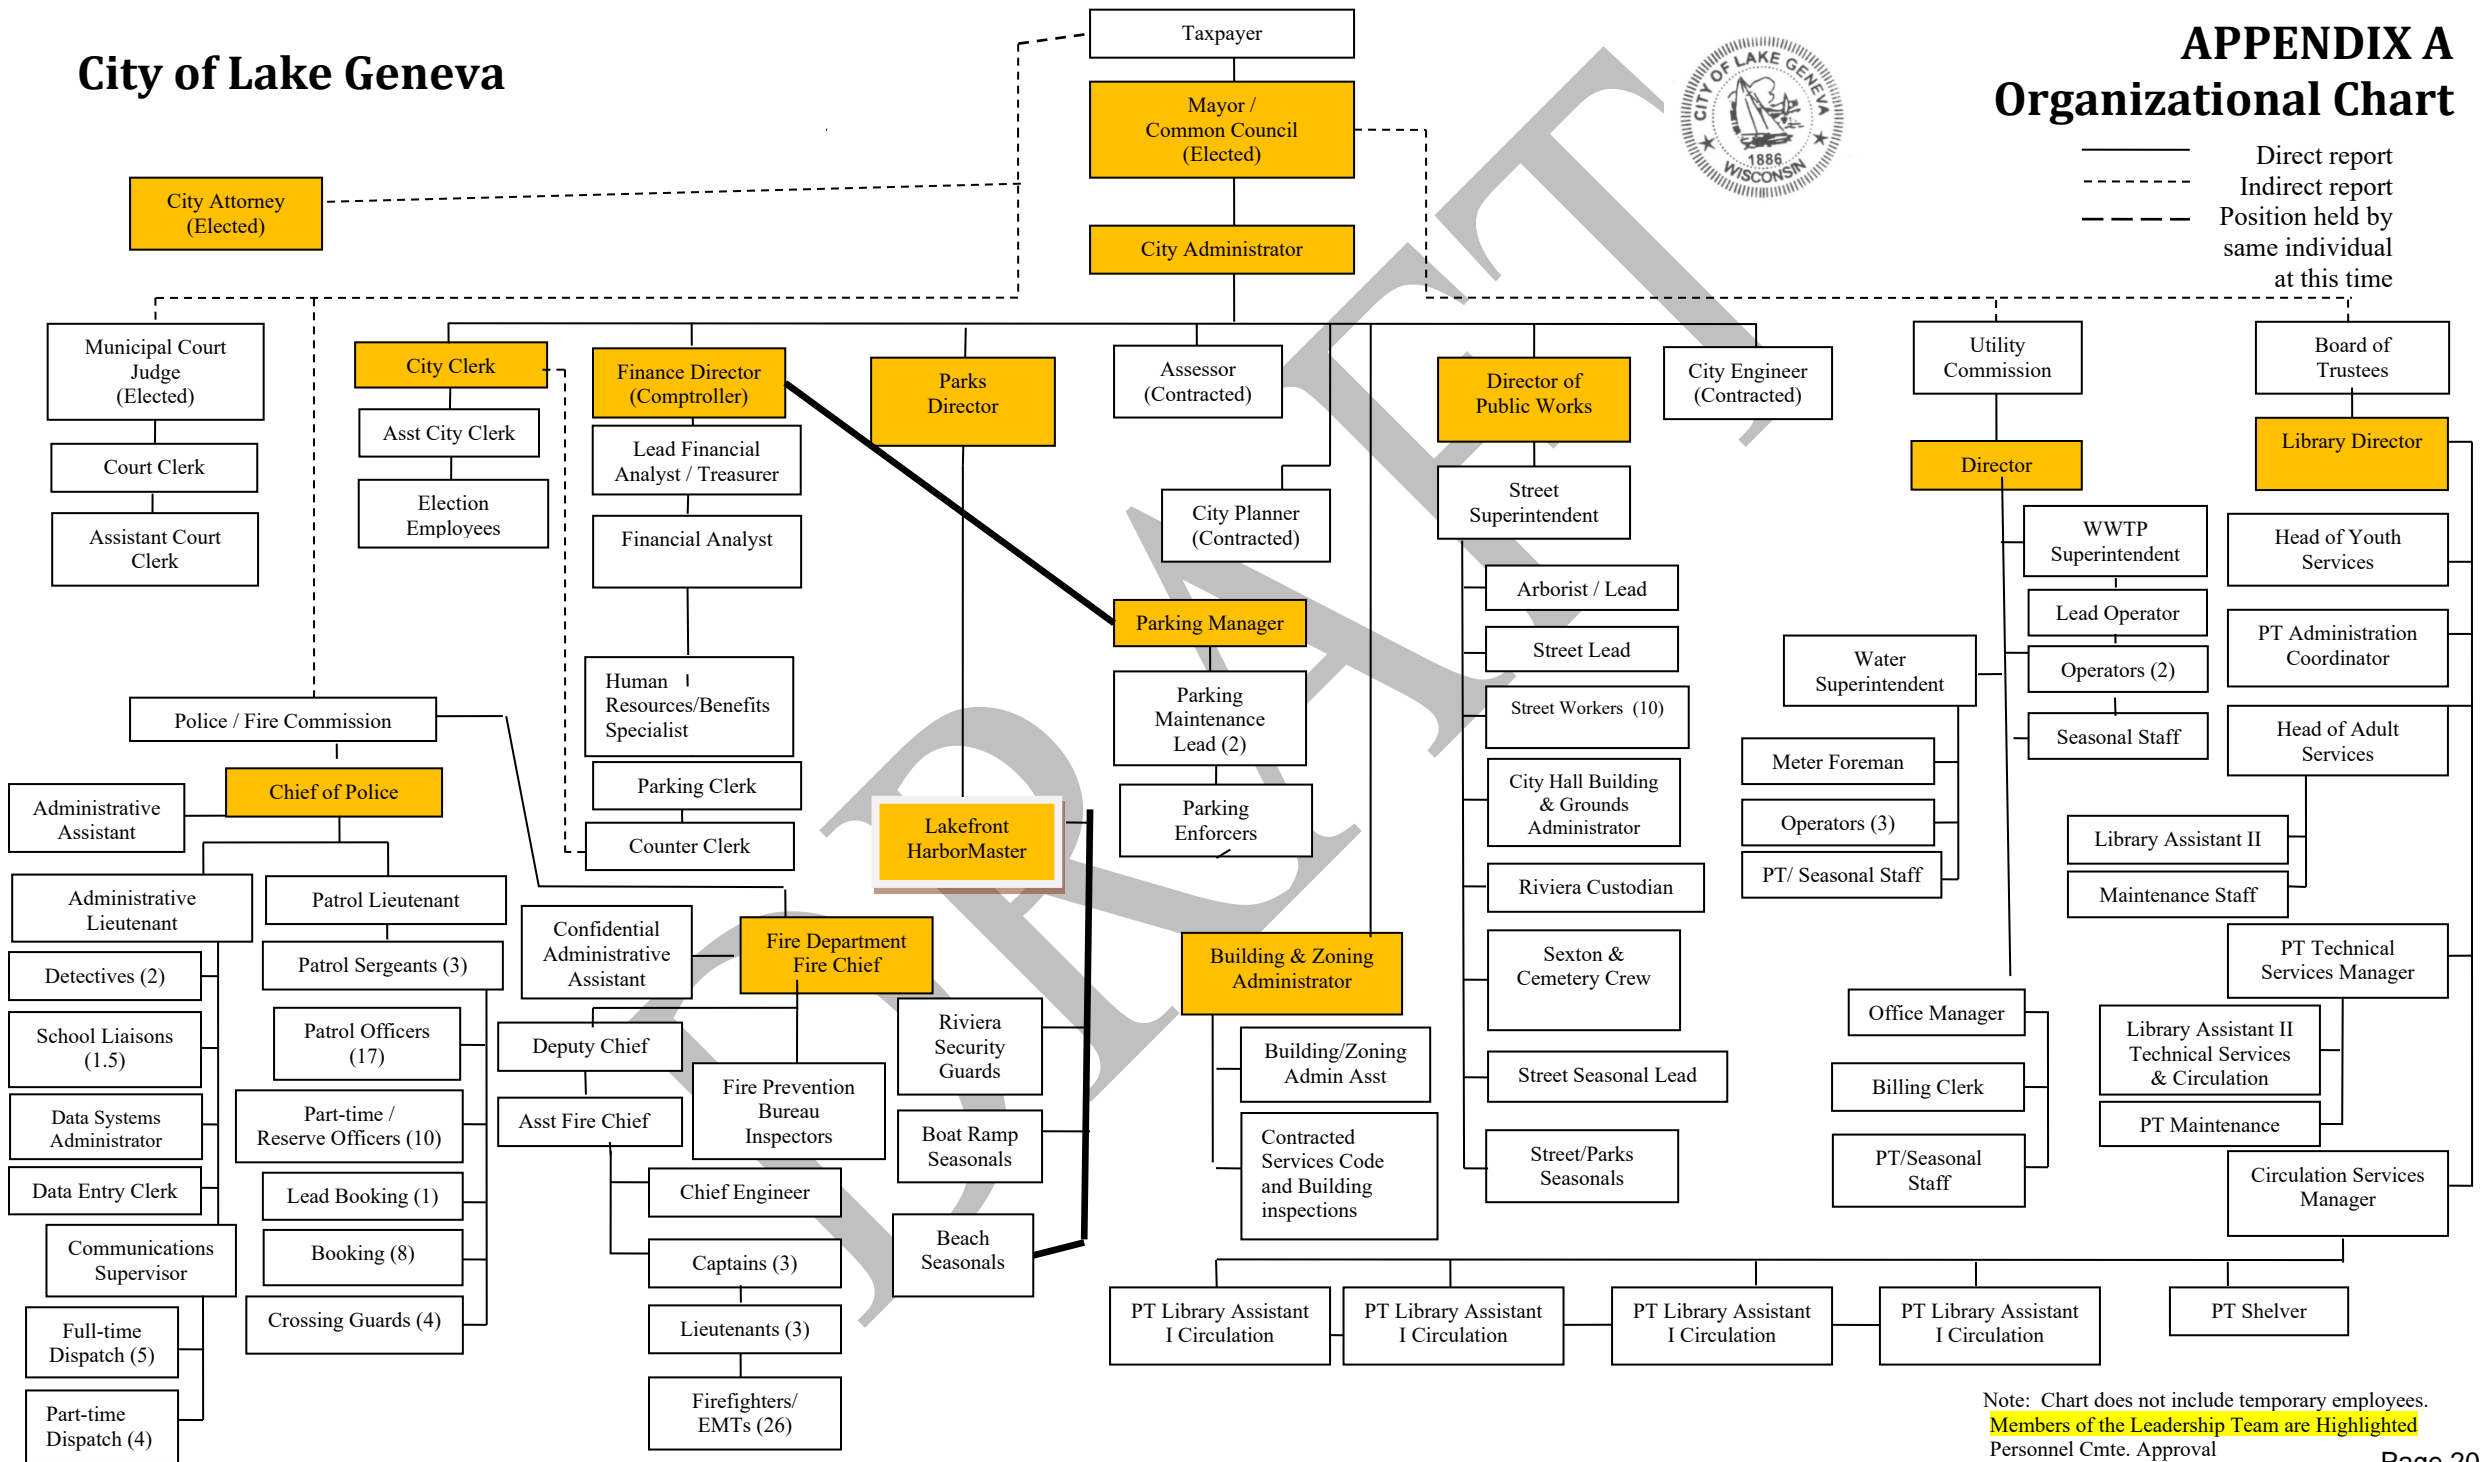 City of Lake Geneva
APPENDIX A
Organizational Chart
Direct report
Indirect report
Position held by
same individual
at this time
CITY OF LAKE GENEVA
1886
WISCONSIN
DRAFT
Taxpayer
Mayor /
Common Council
(Elected)
City Attorney
(Elected)
City Administrator
Municipal Court
Judge
(Elected)
Court Clerk
Assistant Court
Clerk
City Clerk
Asst City Clerk
Election
Employees
Finance Director
(Comptroller)
Lead Financial
Analyst / Treasurer
Financial Analyst
Human
Resources/Benefits
Specialist
Parking Clerk
Counter Clerk
Parks
Director
Lakefront
HarborMaster
Riviera
Security
Guards
Boat Ramp
Seasonals
Beach
Seasonals
Assessor
(Contracted)
City Planner
(Contracted)
Parking Manager
Parking
Maintenance
Lead (2)
Parking
Enforcers
Building & Zoning
Administrator
Building/Zoning
Admin Asst
Contracted
Services Code
and Building
inspections
Director of
Public Works
Street
Superintendent
Arborist / Lead
Street Lead
Street Workers (10)
City Hall Building
& Grounds
Administrator
Riviera Custodian
Sexton &
Cemetery Crew
Street Seasonal Lead
Street/Parks
Seasonals
City Engineer
(Contracted)
Utility
Commission
Director
WWTP
Superintendent
Lead Operator
Operators (2)
Seasonal Staff
Water
Superintendent
Meter Foreman
Operators (3)
PT/ Seasonal Staff
Office Manager
Billing Clerk
PT/Seasonal
Staff
Board of
Trustees
Library Director
Head of Youth
Services
PT Administration
Coordinator
Head of Adult
Services
Library Assistant II
Maintenance Staff
PT Technical
Services Manager
Library Assistant II
Technical Services
& Circulation
PT Maintenance
Circulation Services
Manager
PT Library Assistant
I Circulation
PT Library Assistant
I Circulation
PT Library Assistant
I Circulation
PT Library Assistant
I Circulation
PT Shelver
Police / Fire Commission
Chief of Police
Administrative
Assistant
Administrative
Lieutenant
Detectives (2)
School Liaisons
(1.5)
Data Systems
Administrator
Data Entry Clerk
Communications
Supervisor
Full-time
Dispatch (5)
Part-time
Dispatch (4)
Patrol Lieutenant
Patrol Sergeants (3)
Patrol Officers
(17)
Part-time /
Reserve Officers (10)
Lead Booking (1)
Booking (8)
Crossing Guards (4)
Confidential
Administrative
Assistant
Fire Department
Fire Chief
Deputy Chief
Asst Fire Chief
Fire Prevention
Bureau
Inspectors
Chief Engineer
Captains (3)
Lieutenants (3)
Firefighters/
EMTs (26)
Note: Chart does not include temporary employees.
Members of the Leadership Team are Highlighted
Personnel Cmte. Approval
Page 20